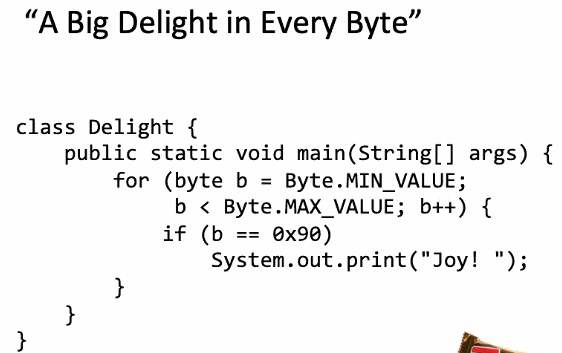 “A Big Delight in Every Byte”
class Delight {
    public static void main(String[] args) {
        for (byte b = Byte.MIN_VALUE;
             b < Byte.MAX_VALUE; b++) {
            if (b == 0x90)
                System.out.print("Joy! ");
        }
    }
}